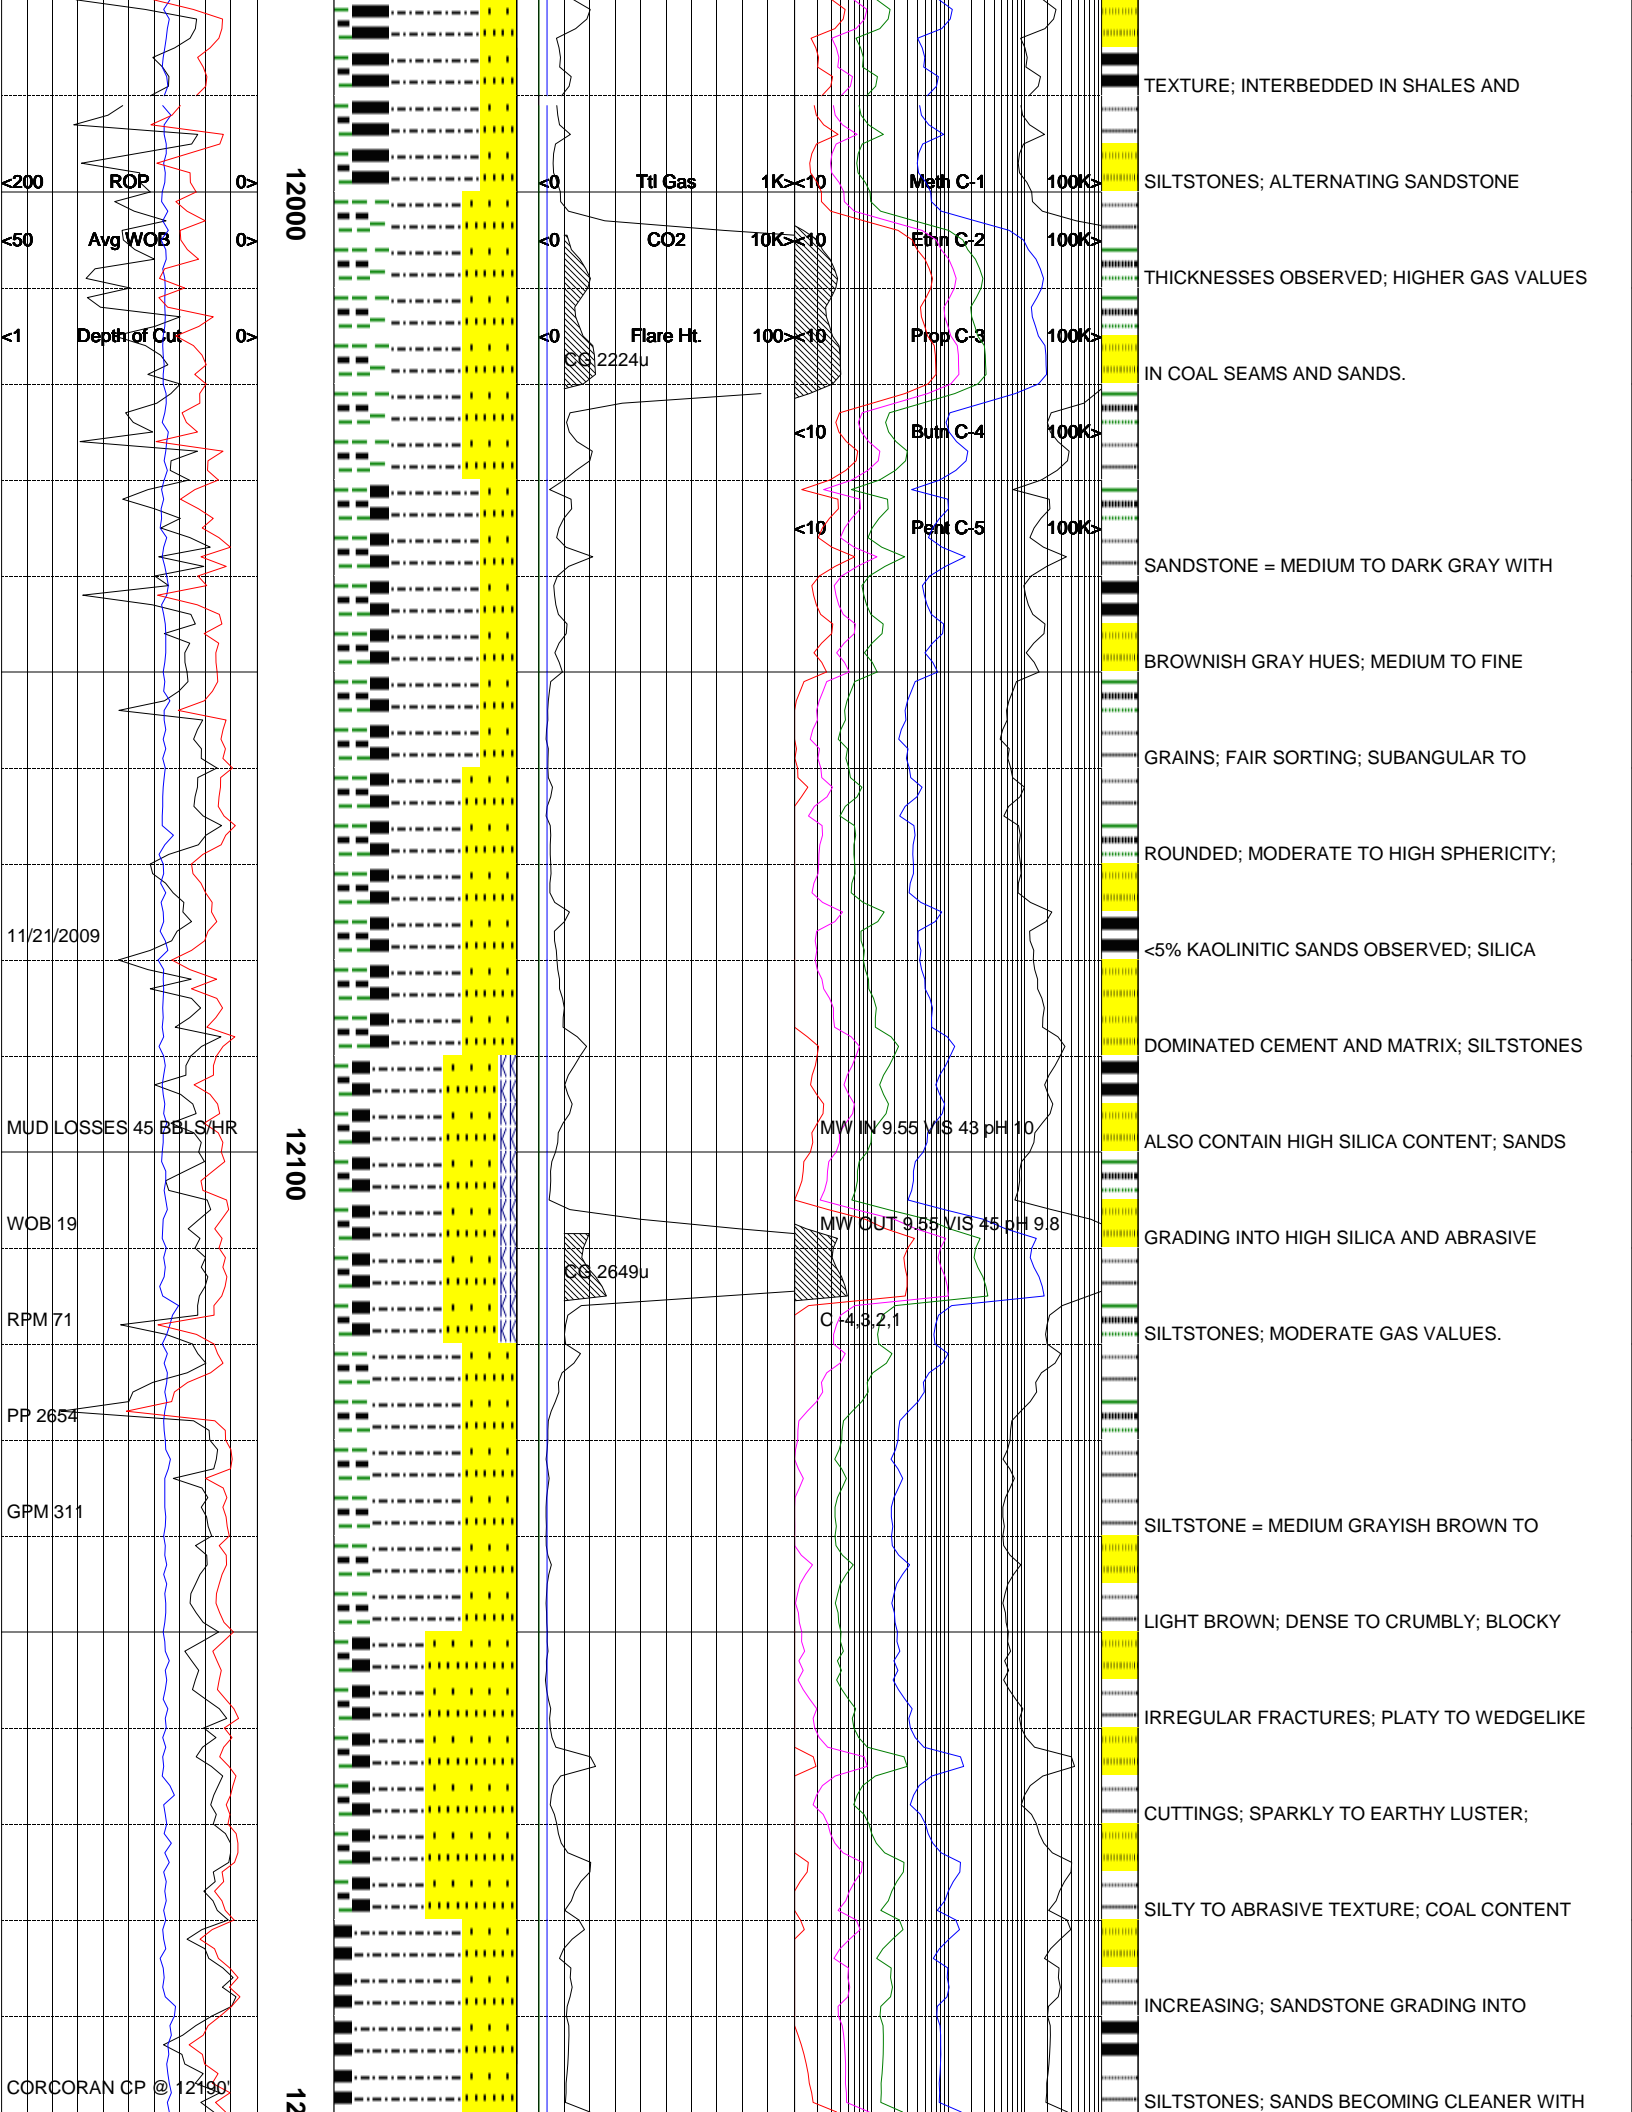 TEXTURE; INTERBEDDED IN SHALES AND
<200 ROP 0>
<0 Ttl Gas 1K>
<10 Meth C-1 100K>
SILTSTONES; ALTERNATING SANDSTONE
12000
<50 Avg WOB 0>
<0 CO2 10K>
<10 Ethn C-2 100K>
THICKNESSES OBSERVED; HIGHER GAS VALUES
<1 Depth of Cut 0>
<0 Flare Ht. 100>
<10 Prop C-3 100K>
CG 2224u
IN COAL SEAMS AND SANDS.
<10 Butn C-4 100K>
<10 Pent C-5 100K>
SANDSTONE = MEDIUM TO DARK GRAY WITH
BROWNISH GRAY HUES; MEDIUM TO FINE
GRAINS; FAIR SORTING; SUBANGULAR TO
ROUNDED; MODERATE TO HIGH SPHERICITY;
11/21/2009
<5% KAOLINITIC SANDS OBSERVED; SILICA
DOMINATED CEMENT AND MATRIX; SILTSTONES
MUD LOSSES 45 BBLS/HR
MW IN 9.55 VIS 43 pH 10
ALSO CONTAIN HIGH SILICA CONTENT; SANDS
12100
WOB 19
MW OUT 9.55 VIS 45 pH 9.8
GRADING INTO HIGH SILICA AND ABRASIVE
CG 2649u
RPM 71
C -4,3,2,1
SILTSTONES; MODERATE GAS VALUES.
PP 2654
GPM 311
SILTSTONE = MEDIUM GRAYISH BROWN TO
LIGHT BROWN; DENSE TO CRUMBLY; BLOCKY
IRREGULAR FRACTURES; PLATY TO WEDGELIKE
CUTTINGS; SPARKLY TO EARTHY LUSTER;
SILTY TO ABRASIVE TEXTURE; COAL CONTENT
INCREASING; SANDSTONE GRADING INTO
CORCORAN CP @ 12190'
SILTSTONES; SANDS BECOMING CLEANER WITH